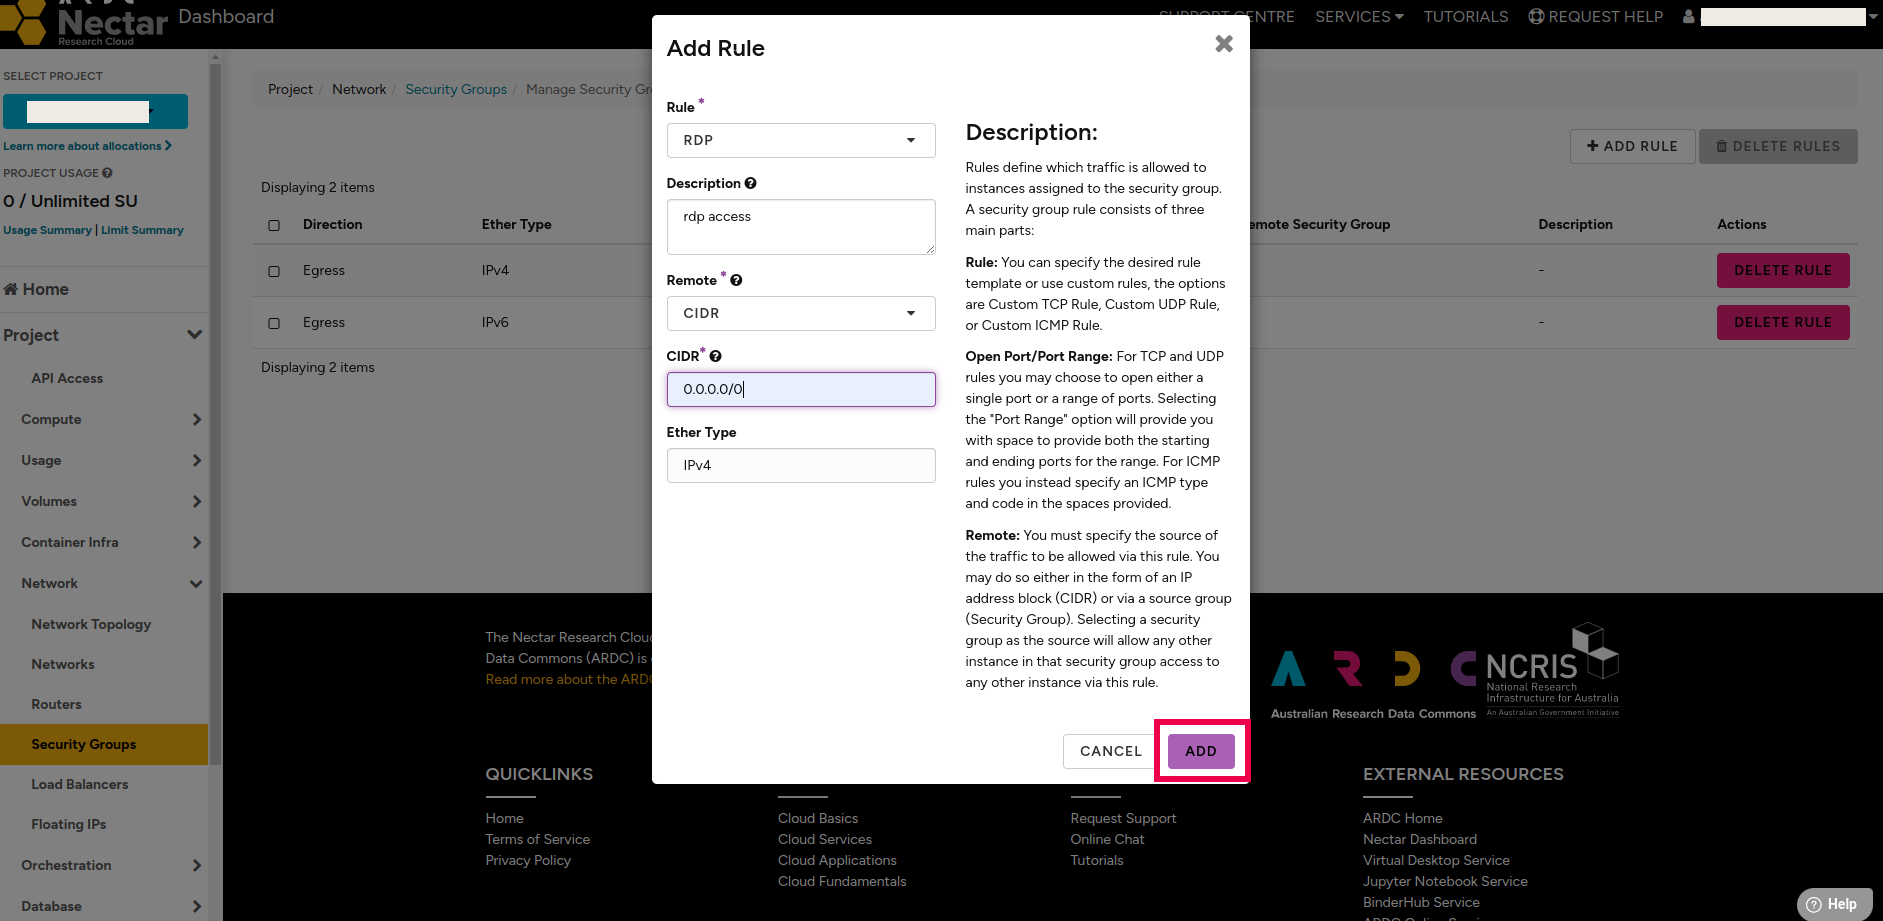 Nectar
Research Cloud
Dashboard
SUPPORT CENTRE
SERVICES
TUTORIALS
REQUEST HELP
SELECT PROJECT
Learn more about allocations
PROJECT USAGE
0 / Unlimited SU
Usage Summary | Limit Summary
Home
Project
API Access
Compute
Usage
Volumes
Container Infra
Network
Network Topology
Networks
Routers
Security Groups
Load Balancers
Floating IPs
Orchestration
Database
Project / Network / Security Groups / Manage Security Gr
ADD RULE
DELETE RULES
Displaying 2 items
Direction Ether Type emote Security Group Description Actions
Egress IPv4 - DELETE RULE
Egress IPv6 - DELETE RULE
Displaying 2 items
Add Rule
Rule *
RDP
Description
rdp access
Remote *
CIDR
CIDR*
0.0.0.0/0
Ether Type
IPv4
Description:
Rules define which traffic is allowed to
instances assigned to the security group.
A security group rule consists of three
main parts:
Rule: You can specify the desired rule
template or use custom rules, the options
are Custom TCP Rule, Custom UDP Rule,
or Custom ICMP Rule.
Open Port/Port Range: For TCP and UDP
rules you may choose to open either a
single port or a range of ports. Selecting
the "Port Range" option will provide you
with space to provide both the starting
and ending ports for the range. For ICMP
rules you instead specify an ICMP type
and code in the spaces provided.
Remote: You must specify the source of
the traffic to be allowed via this rule. You
may do so either in the form of an IP
address block (CIDR) or via a source group
(Security Group). Selecting a security
group as the source will allow any other
instance in that security group access to
any other instance via this rule.
CANCEL
ADD
The Nectar Research Clou
Data Commons (ARDC) is
Read more about the ARD
ARDC
Australian Research Data Commons
NCRIS
National Research
Infrastructure for Australia
An Australian Government Initiative
QUICKLINKS
Home
Terms of Service
Privacy Policy
Cloud Basics
Cloud Services
Cloud Applications
Cloud Fundamentals
Request Support
Online Chat
Tutorials
EXTERNAL RESOURCES
ARDC Home
Nectar Dashboard
Virtual Desktop Service
Jupyter Notebook Service
BinderHub Service
Help